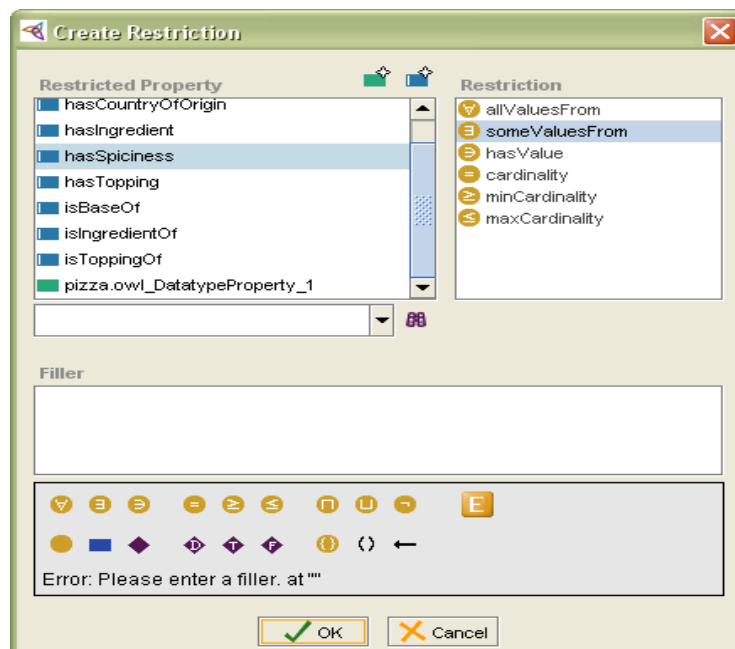 Create Restriction
Restricted Property
hasCountryOfOrigin
hasIngredient
hasSpiciness
hasTopping
isBaseOf
isIngredientOf
isToppingOf
pizza.owl_DatatypeProperty_1
Restriction
∀ allValuesFrom
∃ someValuesFrom
∋ hasValue
= cardinality
≥ minCardinality
≤ maxCardinality
Filler
∀ ∃ ∋ = ≥ ≤ ⊓ ⊔ ¬ E
D T F {} () ←
Error: Please enter a filler. at ""
OK Cancel